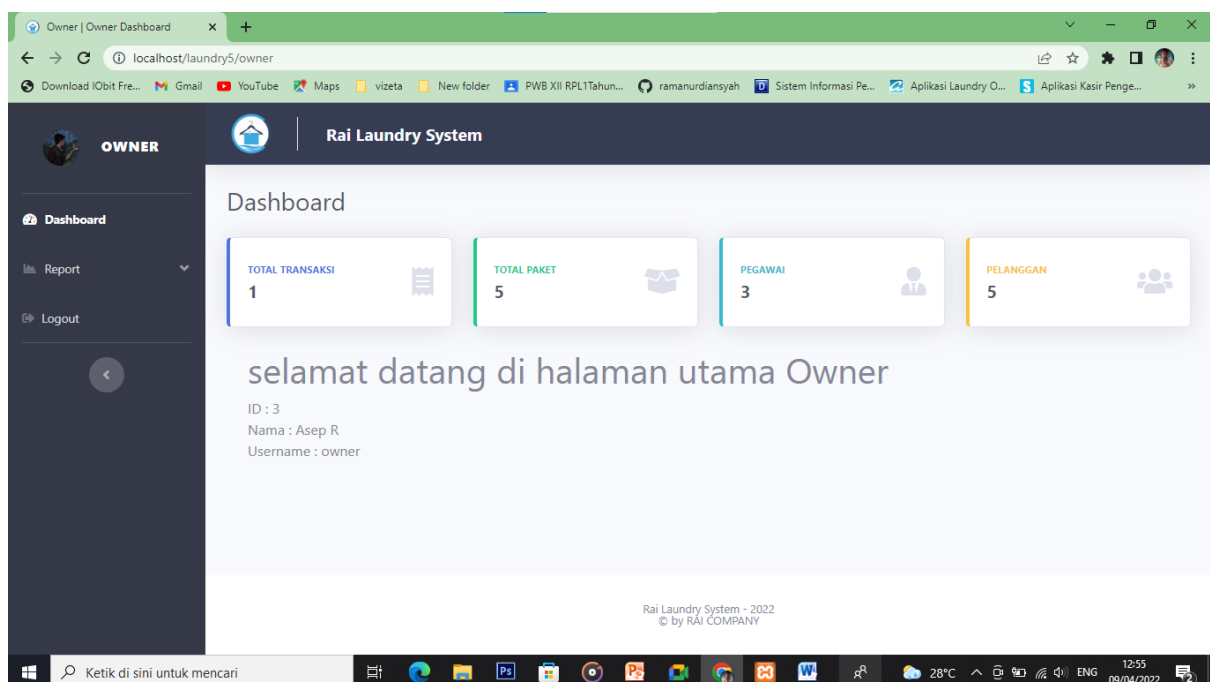 Owner | Owner Dashboard
localhost/laundry5/owner
Download IObit Fre... Gmail YouTube Maps vizeta New folder PWB XII RPL1Tahun... ramanurdiansyah Sistem Informasi Pe... Aplikasi Laundry O... Aplikasi Kasir Penge... »
OWNER
Rai Laundry System
Dashboard
Report
Logout
Dashboard
TOTAL TRANSAKSI
1
TOTAL PAKET
5
PEGAWAI
3
PELANGGAN
5
selamat datang di halaman utama Owner
ID : 3
Nama : Asep R
Username : owner
Rai Laundry System - 2022
© by RAI COMPANY
Ketik di sini untuk mencari
28°C ENG 12:55
09/04/2022
2